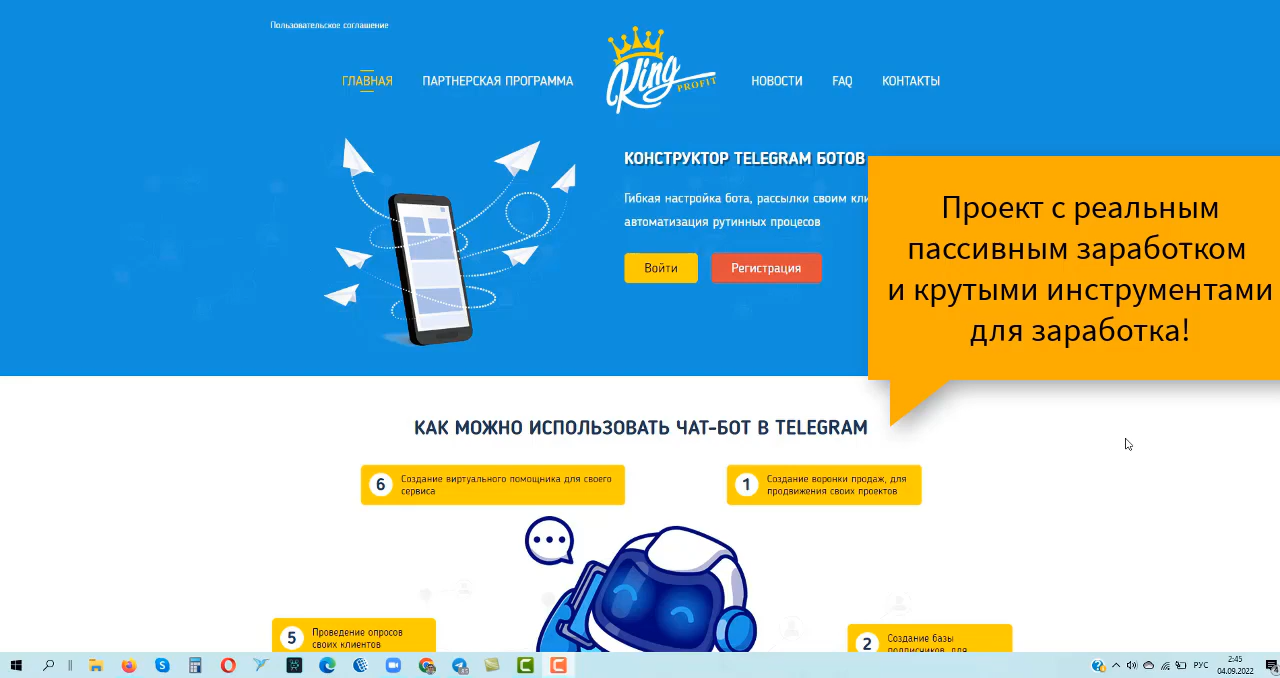 Пользовательское соглашение
ГЛАВНАЯ
ПАРТНЕРСКАЯ ПРОГРАММА
King
PROFIT
НОВОСТИ
FAQ
КОНТАКТЫ
КОНСТРУКТОР TELEGRAM БОТОВ
Гибкая настройка бота, рассылки своим кли
автоматизация рутинных процесов
Войти
Регистрация
Проект с реальным
пассивным заработком
и крутыми инструментами
для заработка!
КАК МОЖНО ИСПОЛЬЗОВАТЬ ЧАТ-БОТ В TELEGRAM
6
Создание виртуального помощника для своего
сервиса
1
Создание воронки продаж, для
продвижения своих проектов
5
Проведение опросов
своих клиентов
2
Создание базы
подписчиков, для
РУС
2:45
04.09.2022